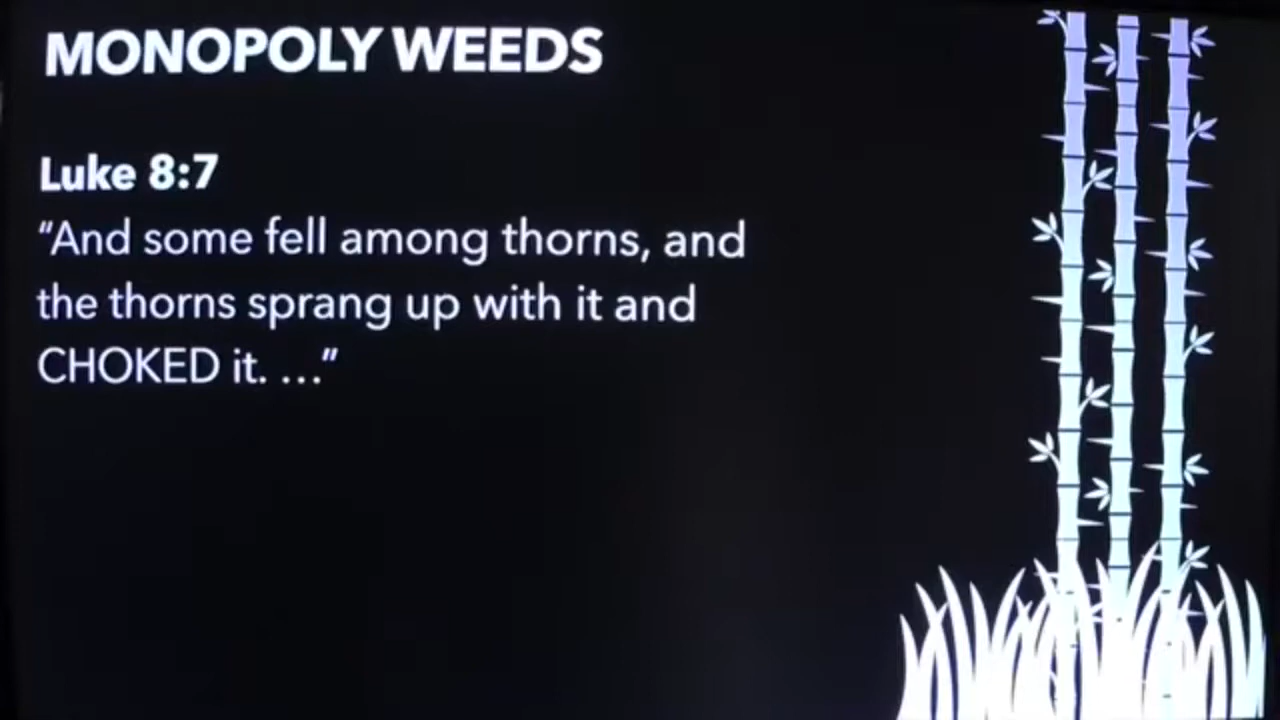 MONOPOLY WEEDS
Luke 8:7
“And some fell among thorns, and
the thorns sprang up with it and
CHOKED it. …”